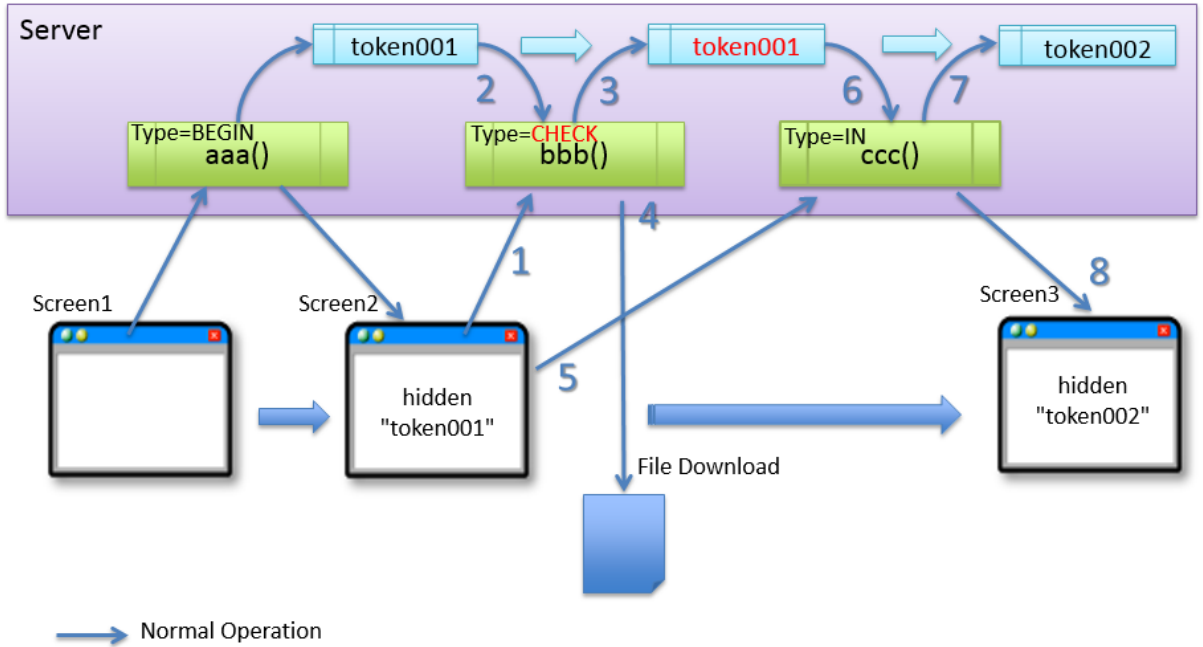 Server
token001
token001
token002
2
3
6
7
Type=BEGIN
aaa()
Type=CHECK
bbb()
Type=IN
ccc()
4
1
8
Screen1
Screen2
Screen3
5
hidden
"token001"
hidden
"token002"
File Download
Normal Operation